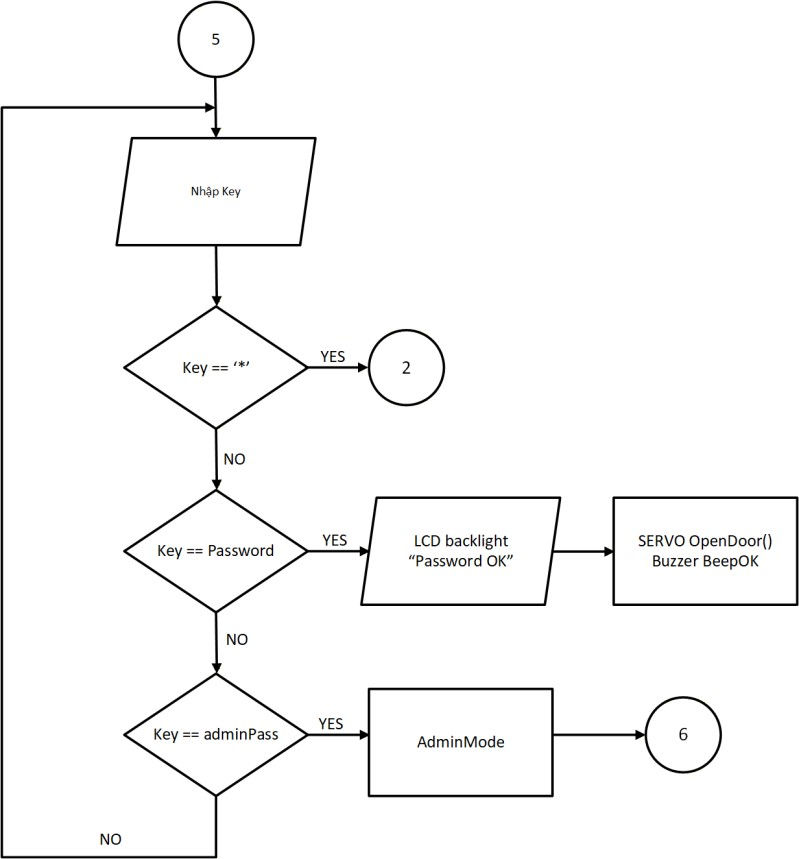 5
Nhập Key
Key == ‘*’
YES
2
NO
Key == Password
YES
LCD backlight
“Password OK”
SERVO OpenDoor()
Buzzer BeepOK
NO
Key == adminPass
YES
AdminMode
6
NO